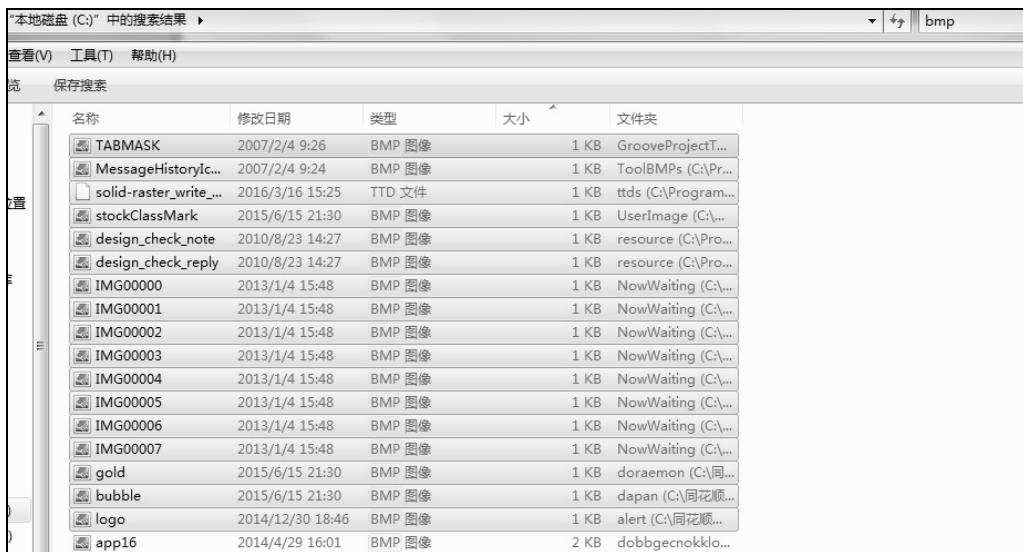 "本地磁盘 (C:)"中的搜索结果 bmp
查看(V) 工具(T) 帮助(H)
览 保存搜索
名称 修改日期 类型 大小 文件夹
TABMASK 2007/2/4 9:26 BMP 图像 1 KB GrooveProjectT...
MessageHistoryIc... 2007/2/4 9:24 BMP 图像 1 KB ToolBMPs (C:\Pr...
solid-raster_write_... 2016/3/16 15:25 TTD 文件 1 KB ttds (C:\Program...
位置
stockClassMark 2015/6/15 21:30 BMP 图像 1 KB UserImage (C:\...
design_check_note 2010/8/23 14:27 BMP 图像 1 KB resource (C:\Pro...
design_check_reply 2010/8/23 14:27 BMP 图像 1 KB resource (C:\Pro...
IMG00000 2013/1/4 15:48 BMP 图像 1 KB NowWaiting (C:\...
IMG00001 2013/1/4 15:48 BMP 图像 1 KB NowWaiting (C:\...
IMG00002 2013/1/4 15:48 BMP 图像 1 KB NowWaiting (C:\...
IMG00003 2013/1/4 15:48 BMP 图像 1 KB NowWaiting (C:\...
IMG00004 2013/1/4 15:48 BMP 图像 1 KB NowWaiting (C:\...
IMG00005 2013/1/4 15:48 BMP 图像 1 KB NowWaiting (C:\...
IMG00006 2013/1/4 15:48 BMP 图像 1 KB NowWaiting (C:\...
IMG00007 2013/1/4 15:48 BMP 图像 1 KB NowWaiting (C:\...
gold 2015/6/15 21:30 BMP 图像 1 KB doraemon (C:\同...
bubble 2015/6/15 21:30 BMP 图像 1 KB dapan (C:\同花顺...
logo 2014/12/30 18:46 BMP 图像 1 KB alert (C:\同花顺...
app16 2014/4/29 16:01 BMP 图像 2 KB dobbgecnokklo...